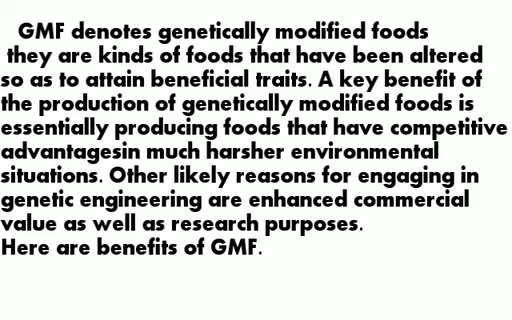 GMF denotes genetically modified foods
they are kinds of foods that have been altered
so as to attain beneficial traits. A key benefit of
the production of genetically modified foods is
essentially producing foods that have competitive
advantagesin much harsher environmental
situations. Other likely reasons for engaging in
genetic engineering are enhanced commercial
value as well as research purposes.
Here are benefits of GMF.